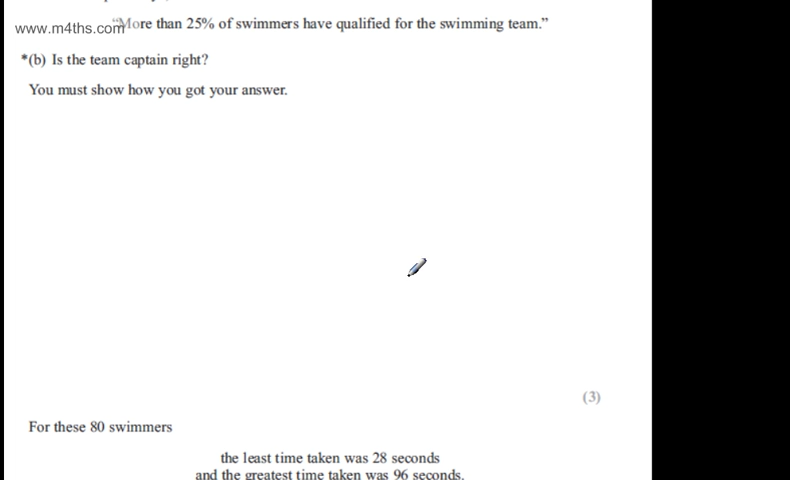 "More than 25% of swimmers have qualified for the swimming team."
www.m4ths.com
*(b) Is the team captain right?
You must show how you got your answer.
(3)
For these 80 swimmers
the least time taken was 28 seconds
and the greatest time taken was 96 seconds.